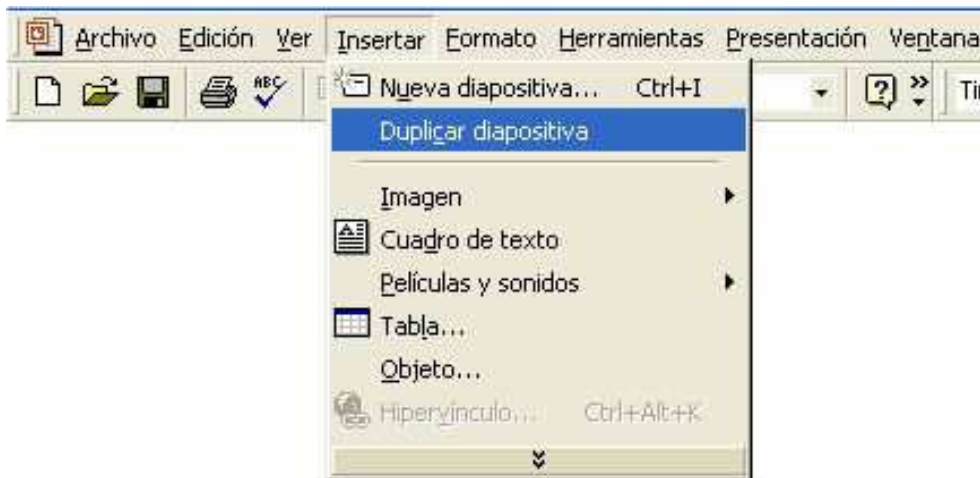 Archivo Edición Ver Insertar Formato Herramientas Presentación Ventana
ABC
Nueva diapositiva... Ctrl+I
Duplicar diapositiva
Imagen
Cuadro de texto
Películas y sonidos
Tabla...
Objeto...
Hipervínculo... Ctrl+Alt+K